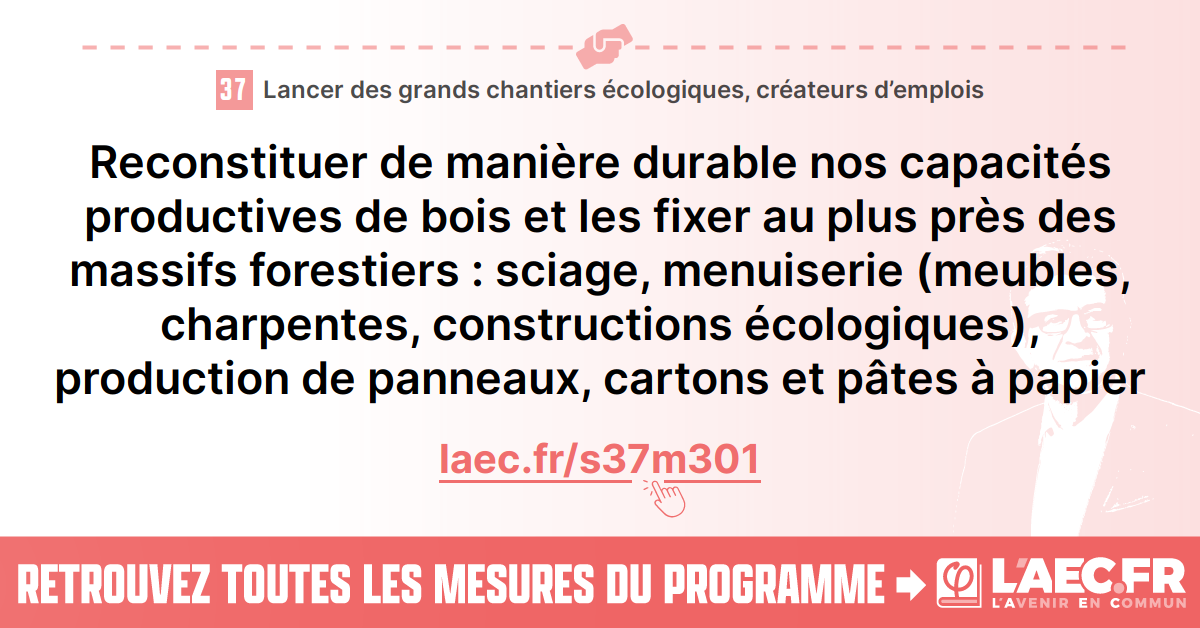 37 Lancer des grands chantiers écologiques, créateurs d’emplois
Reconstituer de manière durable nos capacités
productives de bois et les fixer au plus près des
massifs forestiers : sciage, menuiserie (meubles,
charpentes, constructions écologiques),
production de panneaux, cartons et pâtes à papier
laec.fr/s37m301
RETROUVEZ TOUTES LES MESURES DU PROGRAMME
L'AEC.FR
L'AVENIR EN COMMUN